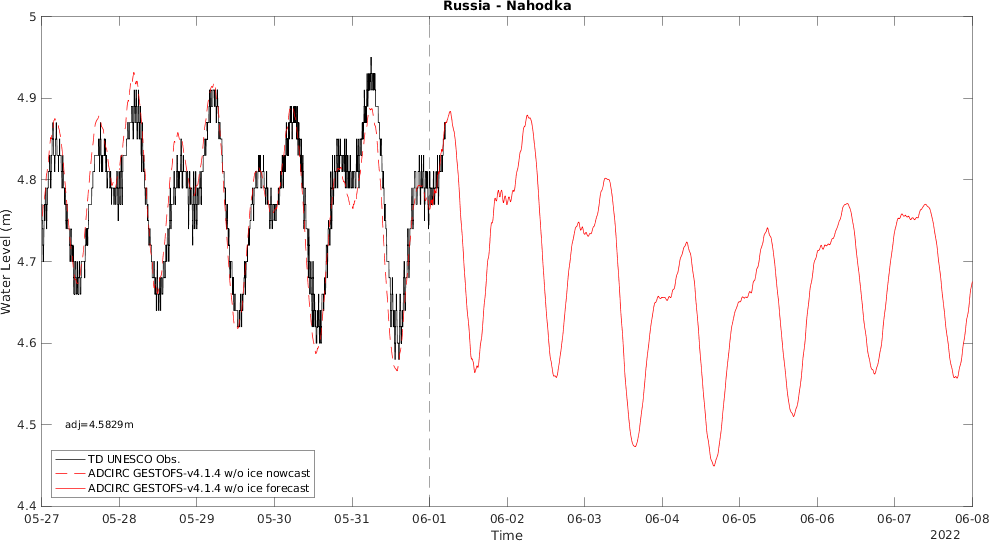 Russia - Nahodka
5
4.9
4.8
4.7
4.6
4.5
4.4
Water Level (m)
adj=4.5829m
TD UNESCO Obs.
ADCIRC GESTOFS-v4.1.4 w/o ice nowcast
ADCIRC GESTOFS-v4.1.4 w/o ice forecast
05-27 05-28 05-29 05-30 05-31 06-01 06-02 06-03 06-04 06-05 06-06 06-07 06-08
Time
2022